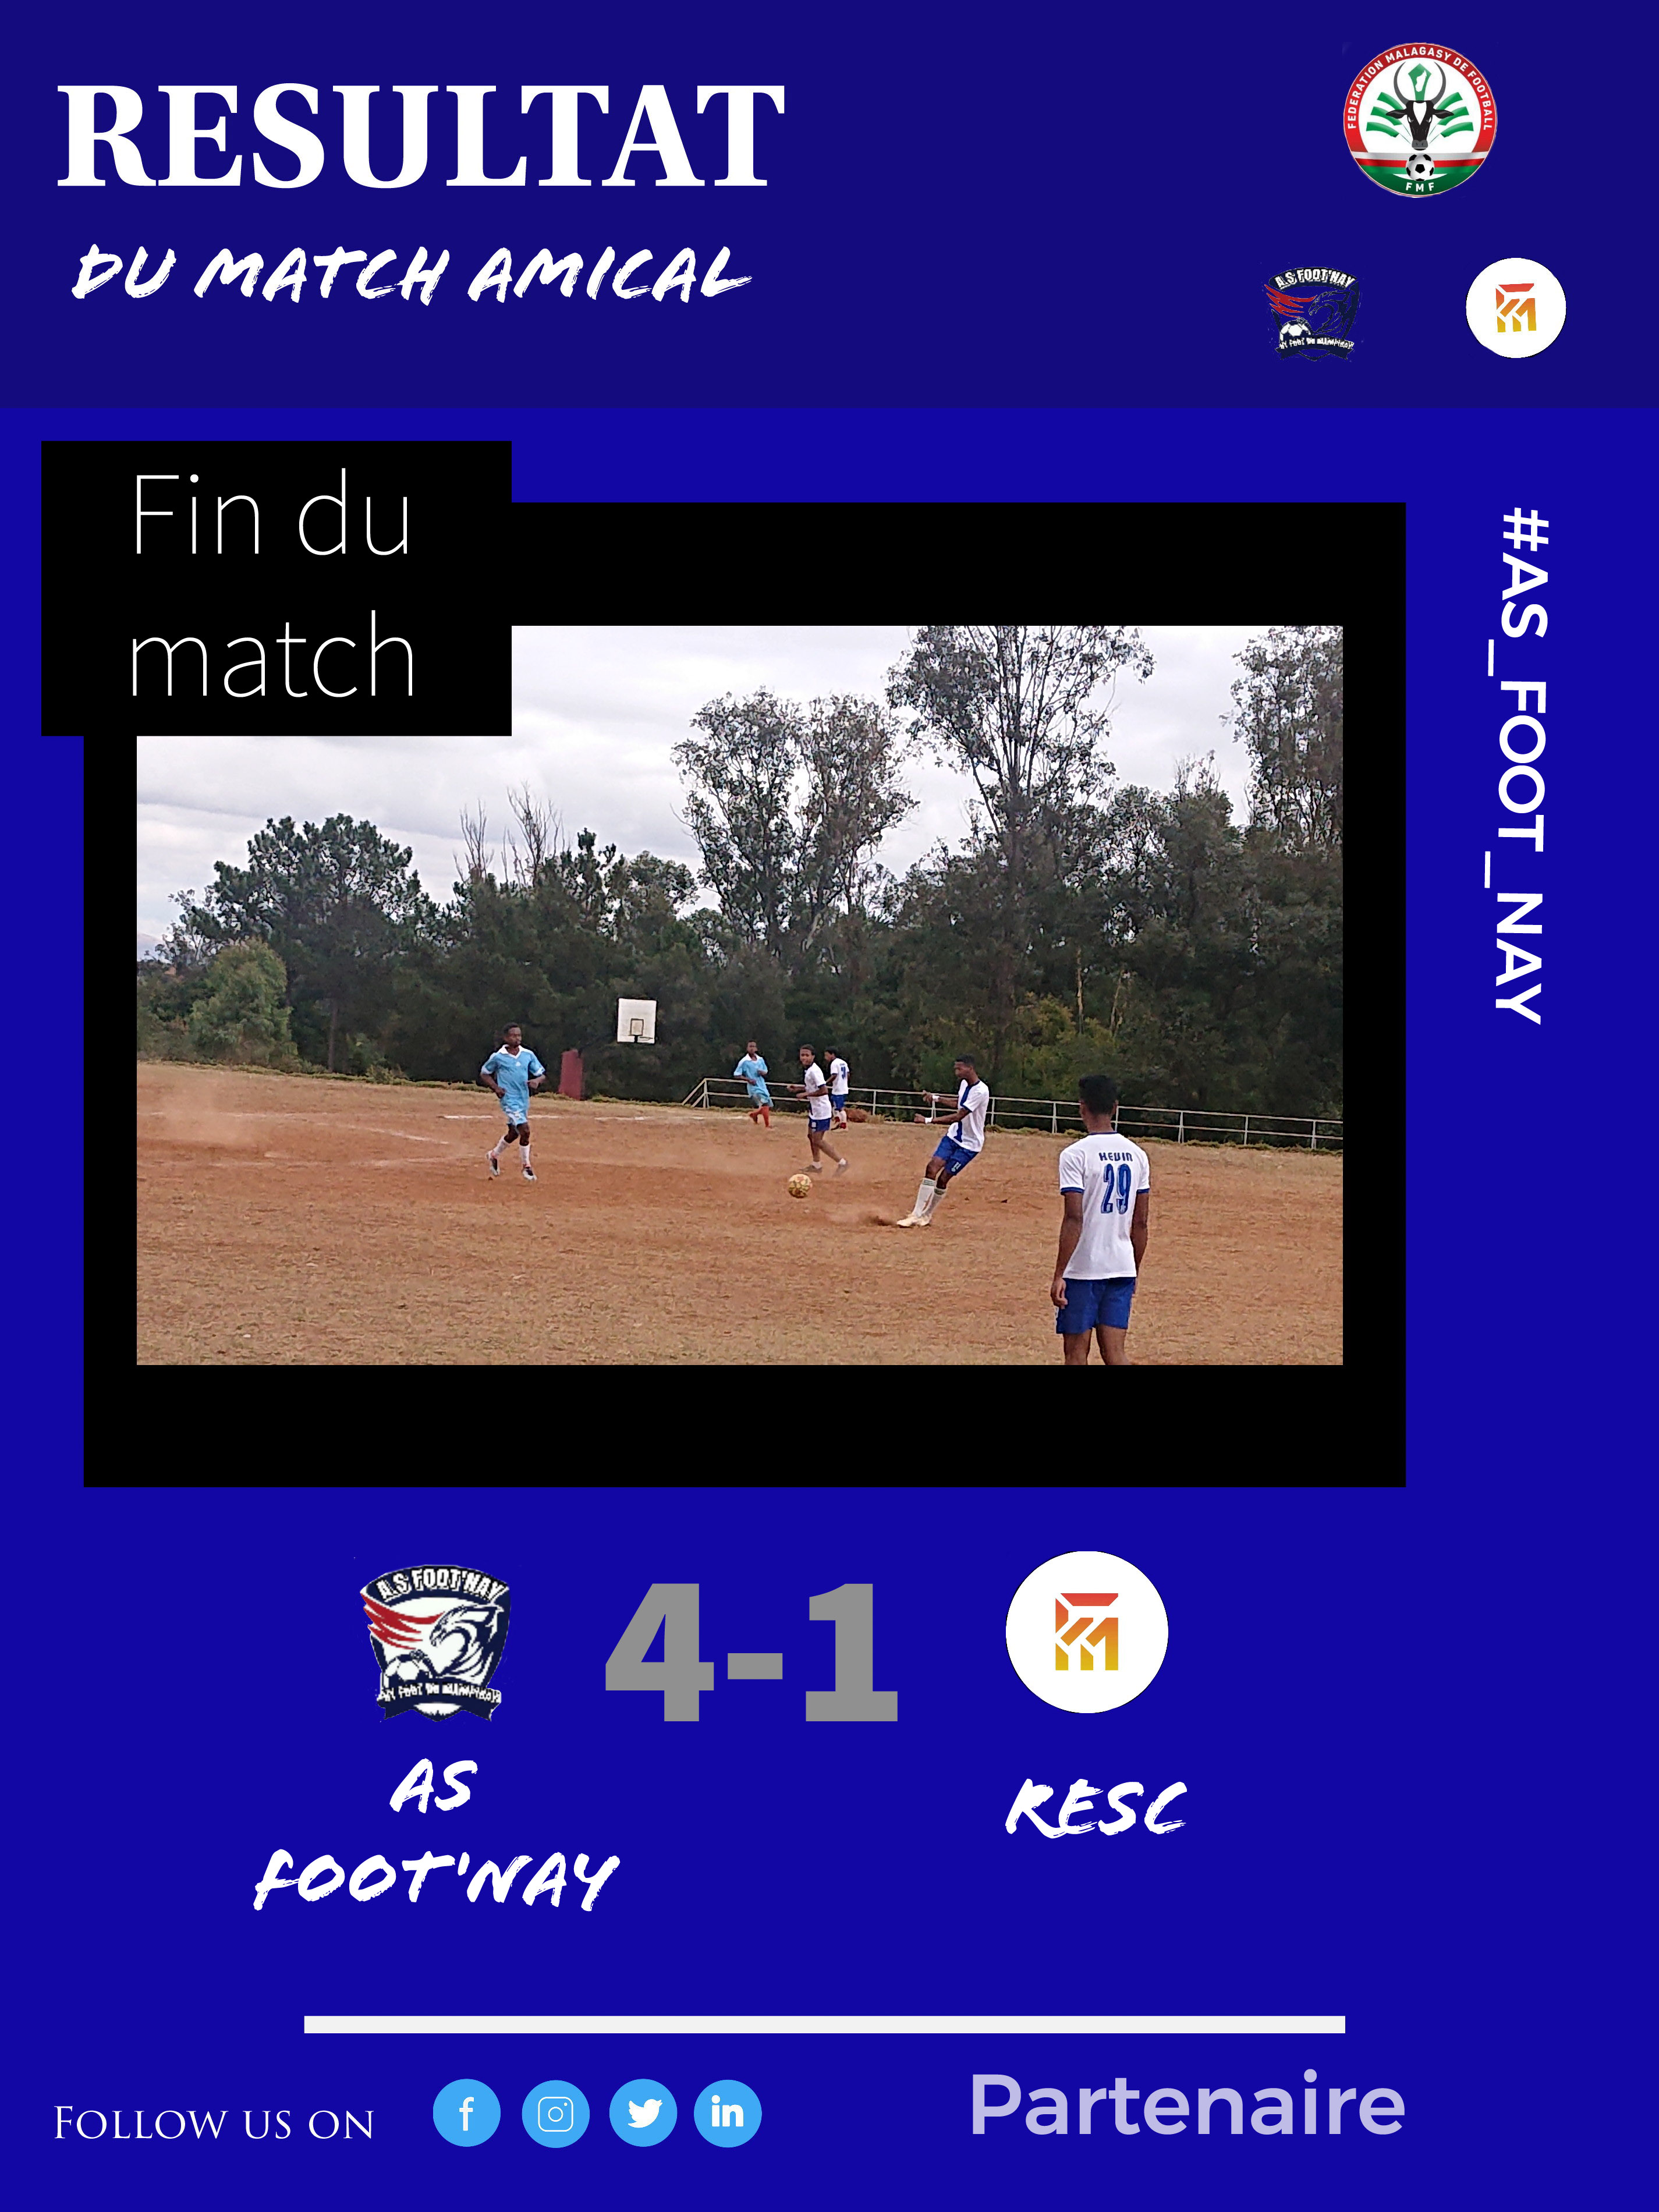 RESULTAT
DU MATCH AMICAL
FEDERATION MALAGASY DE FOOTBALL
FMF
A.S FOOT'NAY
Fin du
match
#AS_FOOT_NAY
KEVIN
29
A.S FOOT'NAY
4-1
AS
FOOT'NAY
RESC
FOLLOW US ON
f
in
Partenaire